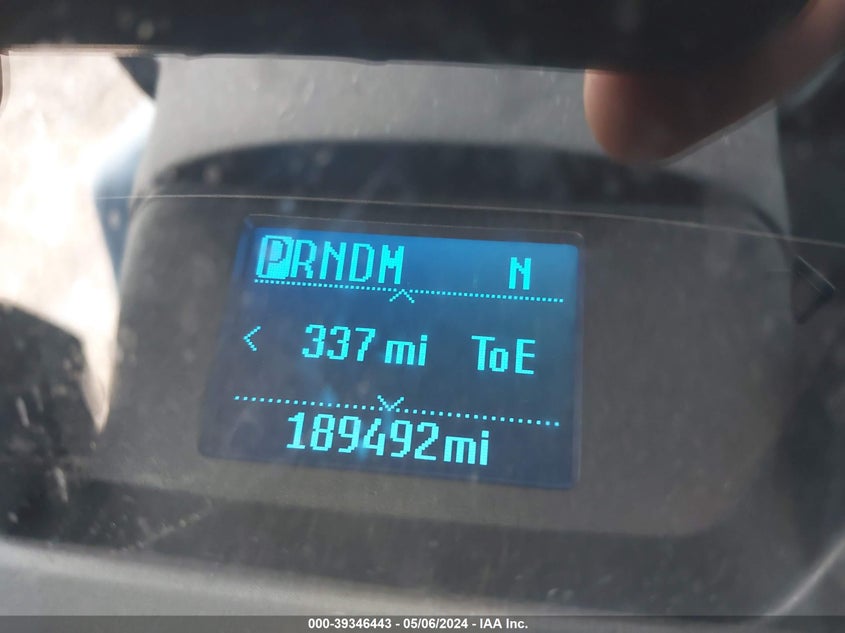 PRNDM N
< 337 mi ToE
189492mi
000-39346443 - 05/06/2024 - IAA Inc.